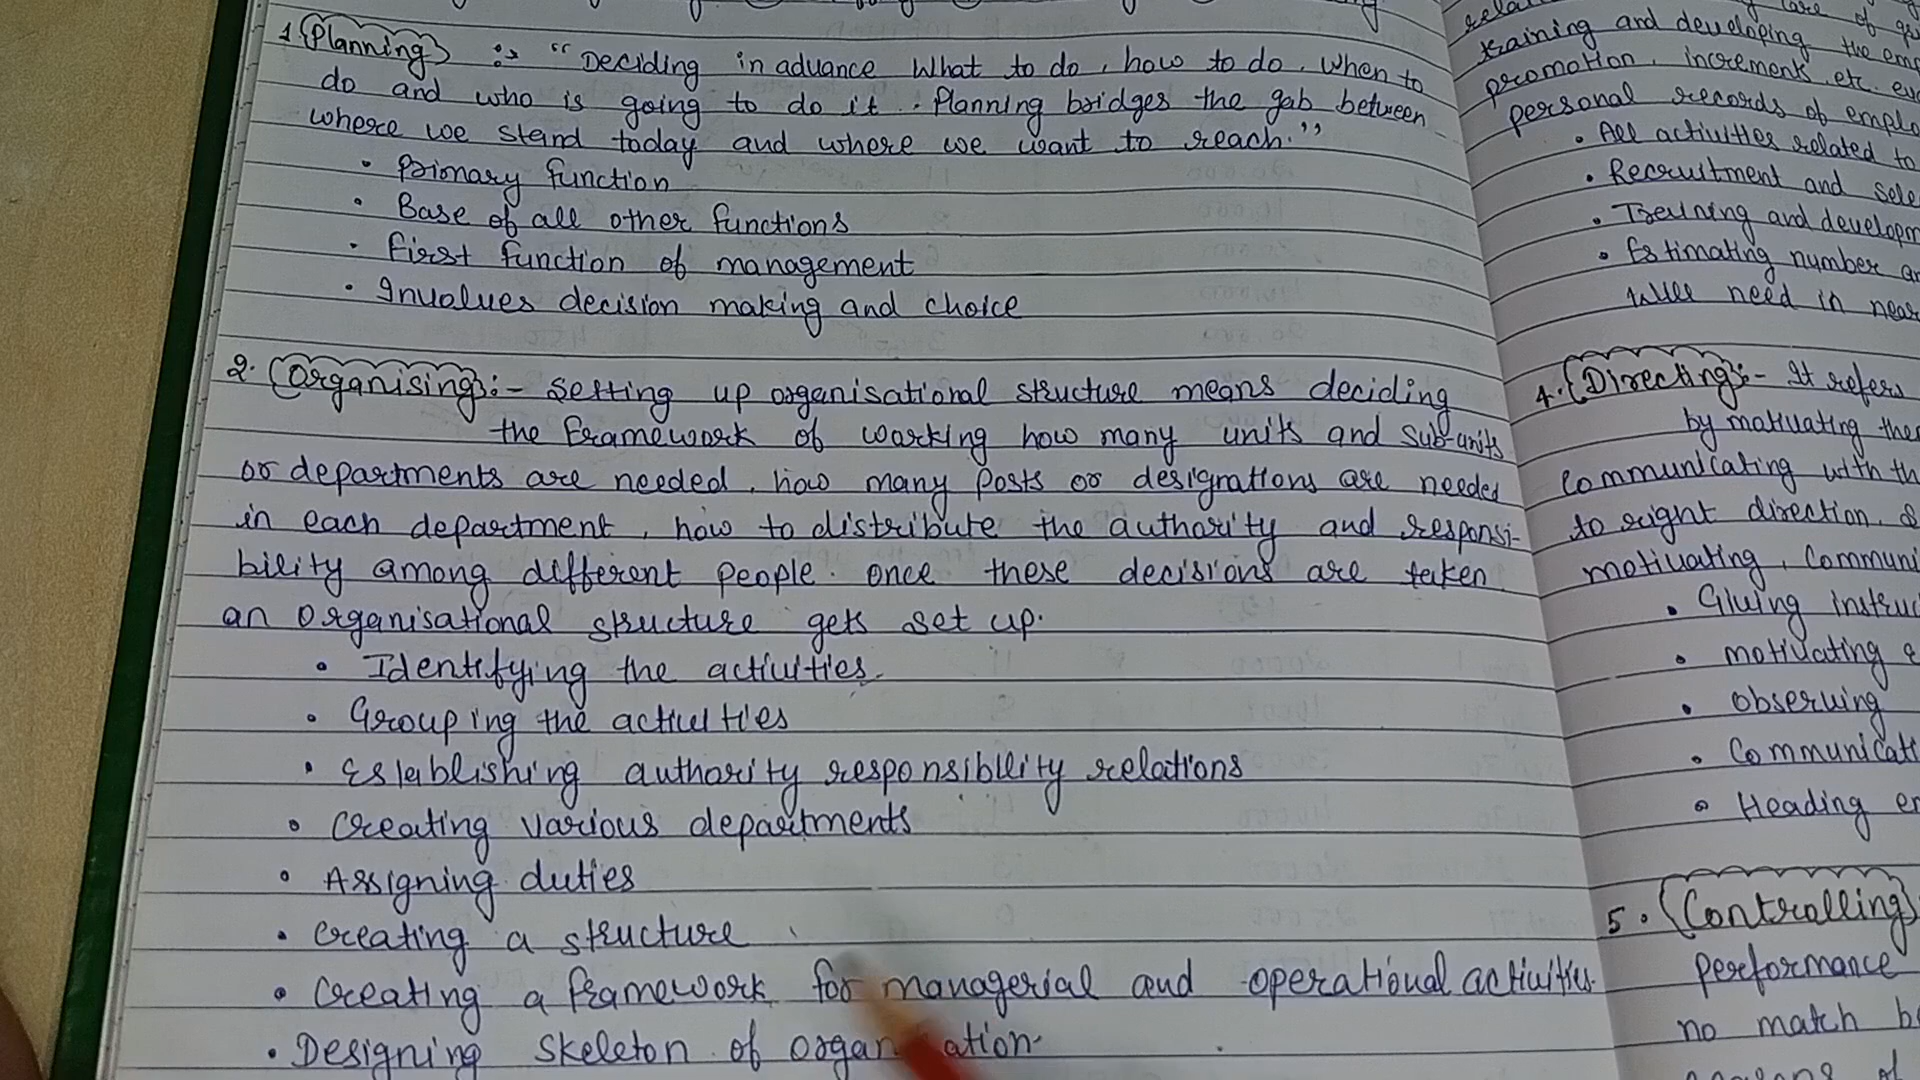 1 Planning :→ "Deciding in advance what to do, how to do, when to
do and who is going to do it. Planning bridges the gab between
where we stand today and where we want to reach."
• Primary function
• Base of all other functions
• First function of management
• Involues decision making and choice
2. Organising :- Setting up organisational structure means deciding
the framework of working how many units and sub-units
or departments are needed, how many posts or designations are needed
in each department, how to distribute the authority and responsi-
bility among different people. once these decisions are taken
an organisational structure gets set up.
• Identifying the activities
• Grouping the activities
• Establishing authority responsibility relations
• Creating various departments
• Assigning duties
• creating a structure
• Creating a framework for managerial and operational activities.
• Designing skeleton of organ ation.
care of
training and developing the
promotion, increments, etc.
personal records of
• All activities related to
• Recruitment and
• Training and
• Estimating number
will need in
4. Directing :- It refers
by motivating
Communicating with
to right direction.
motivating,
• Giving
• motivating
• observing
•
• Heading
5. Controlling
performance
no match
of